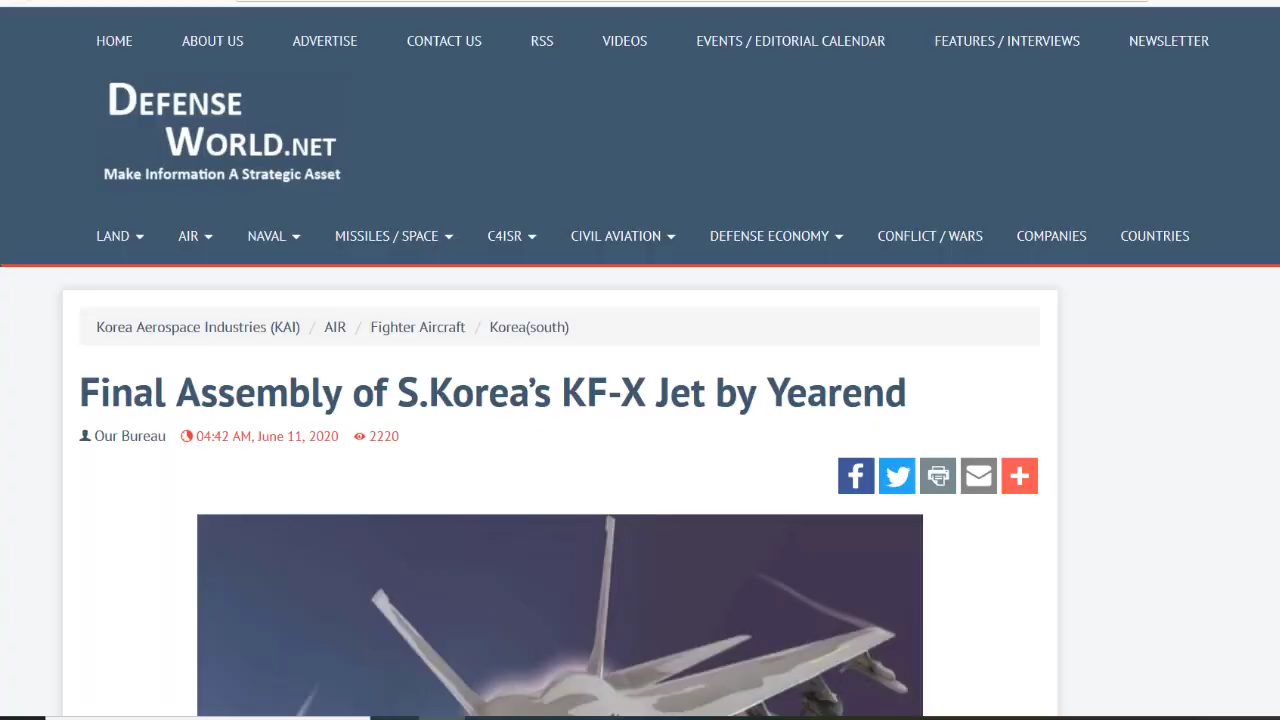 HOME ABOUT US ADVERTISE CONTACT US RSS VIDEOS EVENTS / EDITORIAL CALENDAR FEATURES / INTERVIEWS NEWSLETTER
DEFENSE
WORLD.NET
Make Information A Strategic Asset
LAND AIR NAVAL MISSILES / SPACE C4ISR CIVIL AVIATION DEFENSE ECONOMY CONFLICT / WARS COMPANIES COUNTRIES
Korea Aerospace Industries (KAI) / AIR / Fighter Aircraft / Korea(south)
Final Assembly of S.Korea’s KF-X Jet by Yearend
Our Bureau 04:42 AM, June 11, 2020 2220